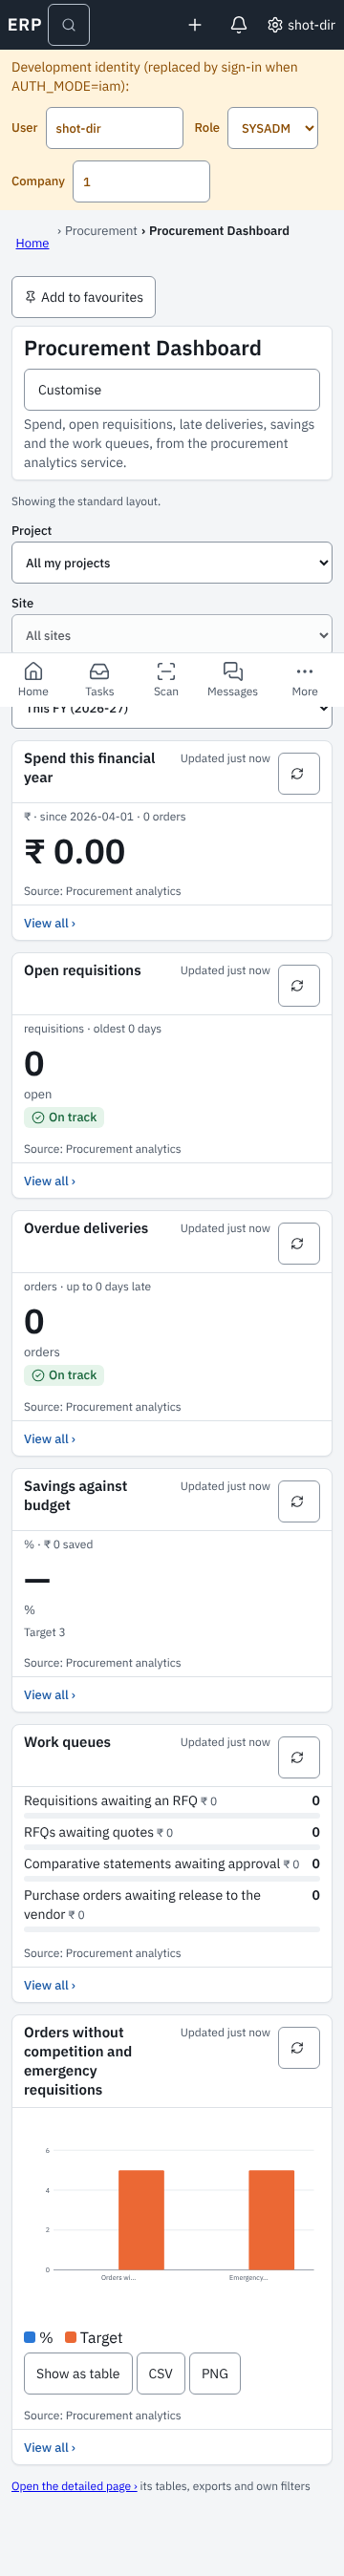 ERP
shot-dir
Development identity (replaced by sign-in when
AUTH_MODE=iam):
User shot-dir Role SYSADM
Company 1
Home › Procurement › Procurement Dashboard
Add to favourites
Procurement Dashboard
Customise
Spend, open requisitions, late deliveries, savings
and the work queues, from the procurement
analytics service.
Showing the standard layout.
Project
All my projects
Site
All sites
Home Tasks Scan Messages More
This FY (2026-27)
Spend this financial
year
Updated just now
₹ · since 2026-04-01 · 0 orders
₹ 0.00
Source: Procurement analytics
View all ›
Open requisitions
Updated just now
requisitions · oldest 0 days
0
open
On track
Source: Procurement analytics
View all ›
Overdue deliveries
Updated just now
orders · up to 0 days late
0
orders
On track
Source: Procurement analytics
View all ›
Savings against
budget
Updated just now
% · ₹ 0 saved
—
%
Target 3
Source: Procurement analytics
View all ›
Work queues
Updated just now
Requisitions awaiting an RFQ ₹ 0 0
RFQs awaiting quotes ₹ 0 0
Comparative statements awaiting approval ₹ 0 0
Purchase orders awaiting release to the 0
vendor ₹ 0
Source: Procurement analytics
View all ›
Orders without
competition and
emergency
requisitions
Updated just now
6
4
2
0
Orders wi... Emergency...
% Target
Show as table CSV PNG
Source: Procurement analytics
View all ›
Open the detailed page › its tables, exports and own filters